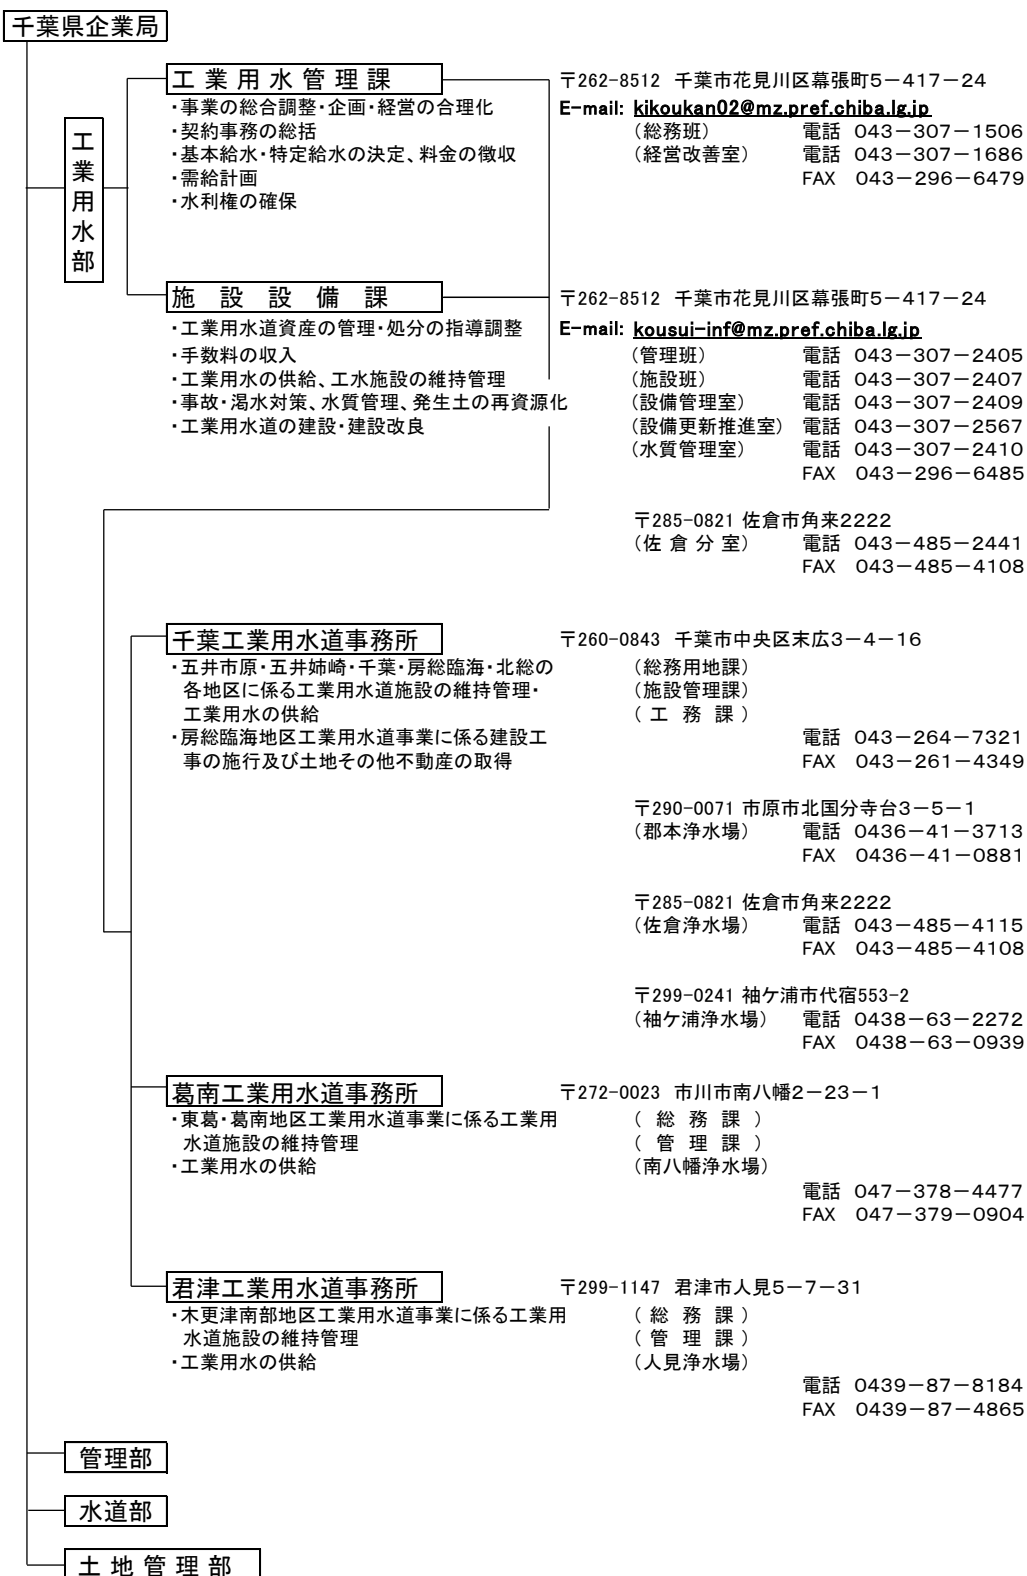 千葉県企業局
工業用水部
工 業 用 水 管 理 課
〒262-8512 千葉市花見川区幕張町5-417-24
・事業の総合調整・企画・経営の合理化
E-mail: kikoukan02@mz.pref.chiba.lg.jp
・契約事務の総括
(総務班) 電話 043-307-1506
・基本給水・特定給水の決定、料金の徴収
(経営改善室) 電話 043-307-1686
・需給計画
FAX 043-296-6479
・水利権の確保
施 設 設 備 課
〒262-8512 千葉市花見川区幕張町5-417-24
・工業用水道資産の管理・処分の指導調整
E-mail: kousui-inf@mz.pref.chiba.lg.jp
・手数料の収入
(管理班) 電話 043-307-2405
・工業用水の供給、工水施設の維持管理
(施設班) 電話 043-307-2407
・事故・渇水対策、水質管理、発生土の再資源化
(設備管理室) 電話 043-307-2409
・工業用水道の建設・建設改良
(設備更新推進室) 電話 043-307-2567
(水質管理室) 電話 043-307-2410
FAX 043-296-6485
〒285-0821 佐倉市角来2222
(佐 倉 分 室) 電話 043-485-2441
FAX 043-485-4108
千葉工業用水道事務所
〒260-0843 千葉市中央区末広3-4-16
・五井市原・五井姉崎・千葉・房総臨海・北総の
(総務用地課)
各地区に係る工業用水道施設の維持管理・
(施設管理課)
工業用水の供給
( 工 務 課 )
・房総臨海地区工業用水道事業に係る建設工
電話 043-264-7321
事の施行及び土地その他不動産の取得
FAX 043-261-4349
〒290-0071 市原市北国分寺台3-5-1
(郡本浄水場) 電話 0436-41-3713
FAX 0436-41-0881
〒285-0821 佐倉市角来2222
(佐倉浄水場) 電話 043-485-4115
FAX 043-485-4108
〒299-0241 袖ケ浦市代宿553-2
(袖ケ浦浄水場) 電話 0438-63-2272
FAX 0438-63-0939
葛南工業用水道事務所
〒272-0023 市川市南八幡2-23-1
・東葛・葛南地区工業用水道事業に係る工業用
( 総 務 課 )
水道施設の維持管理
( 管 理 課 )
・工業用水の供給
(南八幡浄水場)
電話 047-378-4477
FAX 047-379-0904
君津工業用水道事務所
〒299-1147 君津市人見5-7-31
・木更津南部地区工業用水道事業に係る工業用
( 総 務 課 )
水道施設の維持管理
( 管 理 課 )
・工業用水の供給
(人見浄水場)
電話 0439-87-8184
FAX 0439-87-4865
管理部
水道部
土 地 管 理 部